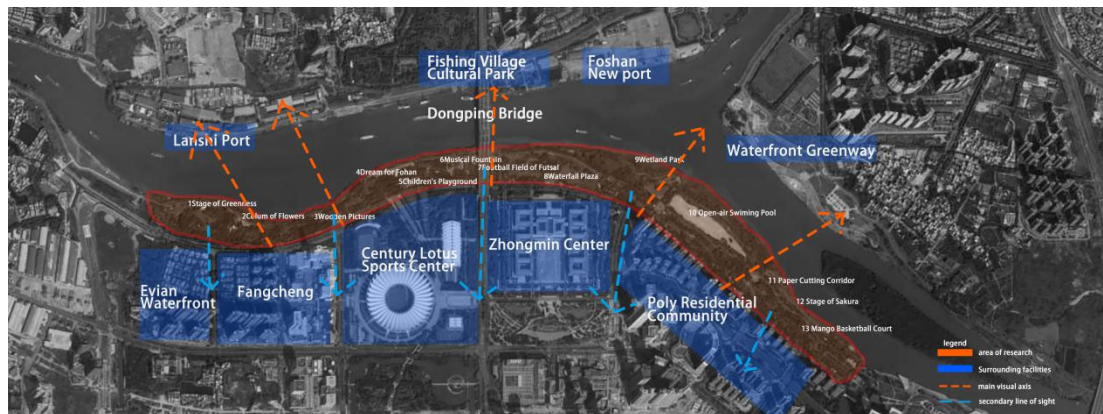 Fishing Village
Cultural Park
Foshan
New port
Dongping Bridge
Lanshi Port
Waterfront Greenway
6Musical Fountain
7Football Field of Futsal
9Wetland Park
4Dream for Fohan
5Children's Playground
8Waterfall Plaza
1Stage of Greenness
2Colum of Flowers
3Wooden Pictures
10 Open-air Swiming Pool
Zhongmin Center
Century Lotus
Sports Center
Evian
Waterfront
Fangcheng
Poly Residential
Community
11 Paper Cutting Corridor
12 Stage of Sakura
13 Mango Basketball Court
legend
area of research
Surrounding facilities
main visual axis
secondary line of sight